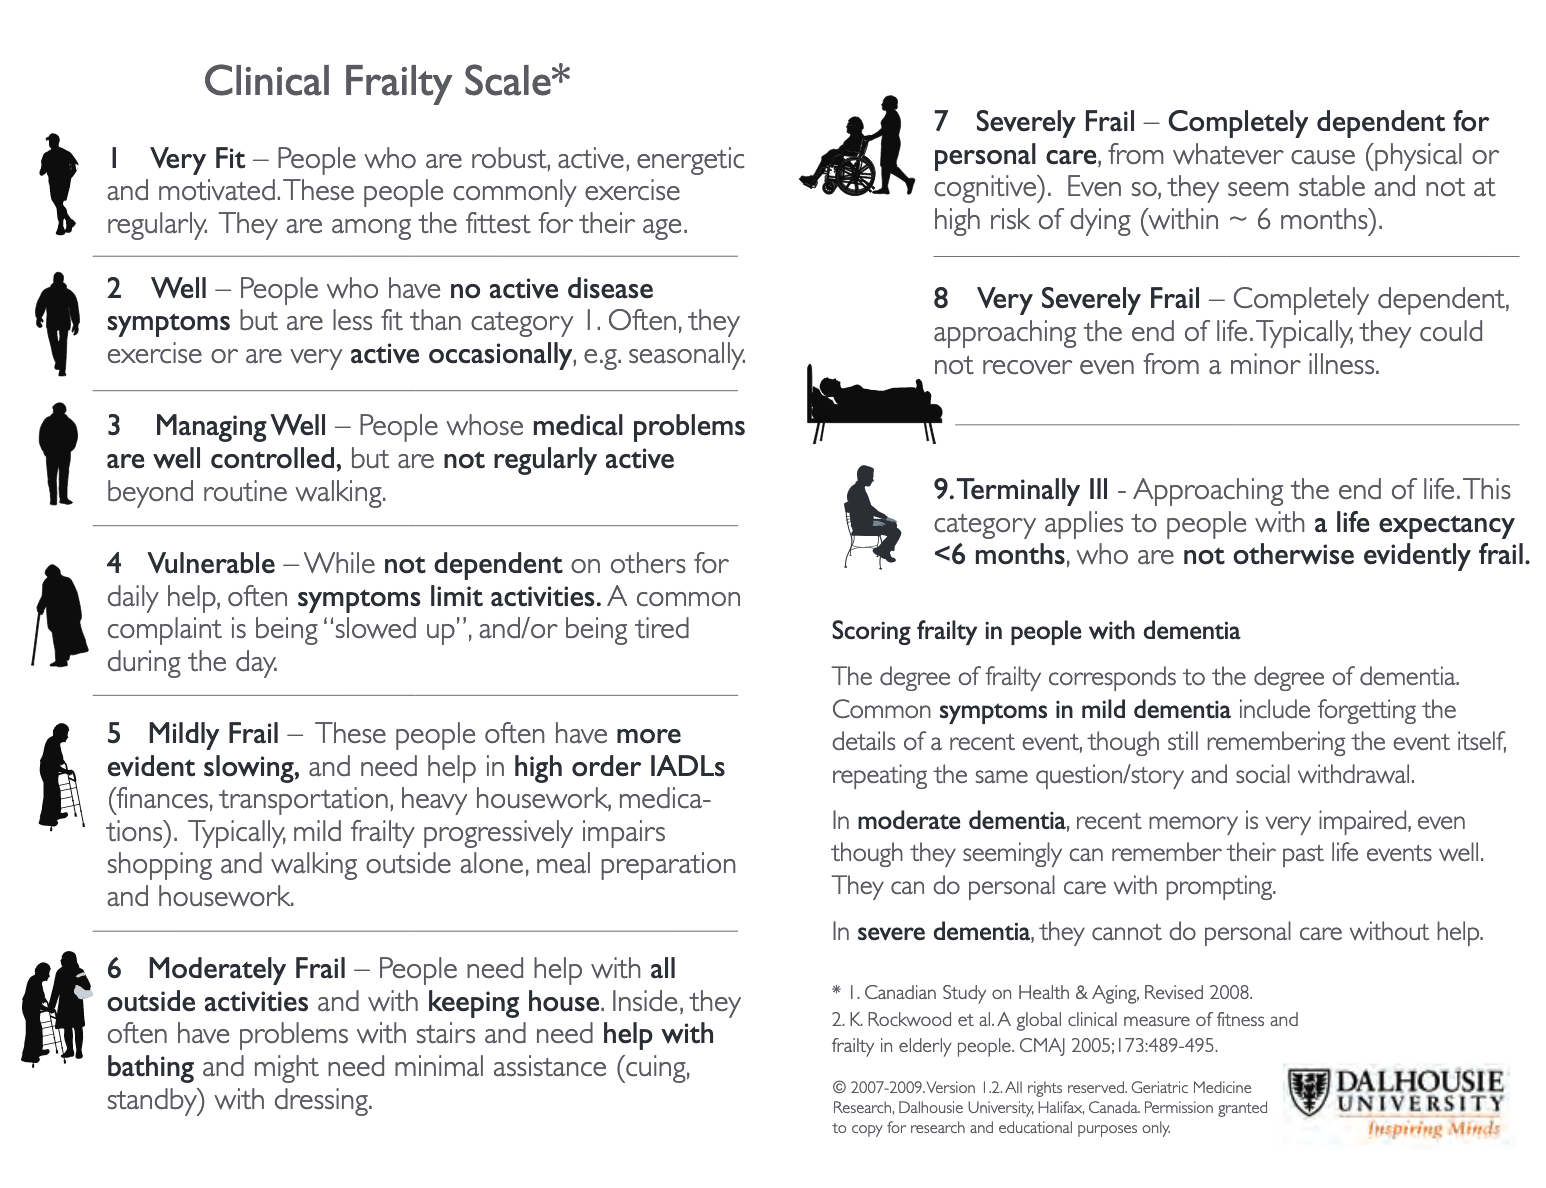 Clinical Frailty Scale*
1 Very Fit – People who are robust, active, energetic
and motivated. These people commonly exercise
regularly. They are among the fittest for their age.
2 Well – People who have no active disease
symptoms but are less fit than category 1. Often, they
exercise or are very active occasionally, e.g. seasonally.
3 Managing Well – People whose medical problems
are well controlled, but are not regularly active
beyond routine walking.
4 Vulnerable – While not dependent on others for
daily help, often symptoms limit activities. A common
complaint is being “slowed up”, and/or being tired
during the day.
5 Mildly Frail – These people often have more
evident slowing, and need help in high order IADLs
(finances, transportation, heavy housework, medica-
tions). Typically, mild frailty progressively impairs
shopping and walking outside alone, meal preparation
and housework.
6 Moderately Frail – People need help with all
outside activities and with keeping house. Inside, they
often have problems with stairs and need help with
bathing and might need minimal assistance (cuing,
standby) with dressing.
7 Severely Frail – Completely dependent for
personal care, from whatever cause (physical or
cognitive). Even so, they seem stable and not at
high risk of dying (within ~ 6 months).
8 Very Severely Frail – Completely dependent,
approaching the end of life. Typically, they could
not recover even from a minor illness.
9. Terminally Ill - Approaching the end of life. This
category applies to people with a life expectancy
<6 months, who are not otherwise evidently frail.
Scoring frailty in people with dementia
The degree of frailty corresponds to the degree of dementia.
Common symptoms in mild dementia include forgetting the
details of a recent event, though still remembering the event itself,
repeating the same question/story and social withdrawal.
In moderate dementia, recent memory is very impaired, even
though they seemingly can remember their past life events well.
They can do personal care with prompting.
In severe dementia, they cannot do personal care without help.
* 1. Canadian Study on Health & Aging, Revised 2008.
2. K. Rockwood et al. A global clinical measure of fitness and
frailty in elderly people. CMAJ 2005;173:489-495.
© 2007-2009. Version 1.2. All rights reserved. Geriatric Medicine
Research, Dalhousie University, Halifax, Canada. Permission granted
to copy for research and educational purposes only.
DALHOUSIE
UNIVERSITY
Inspiring Minds